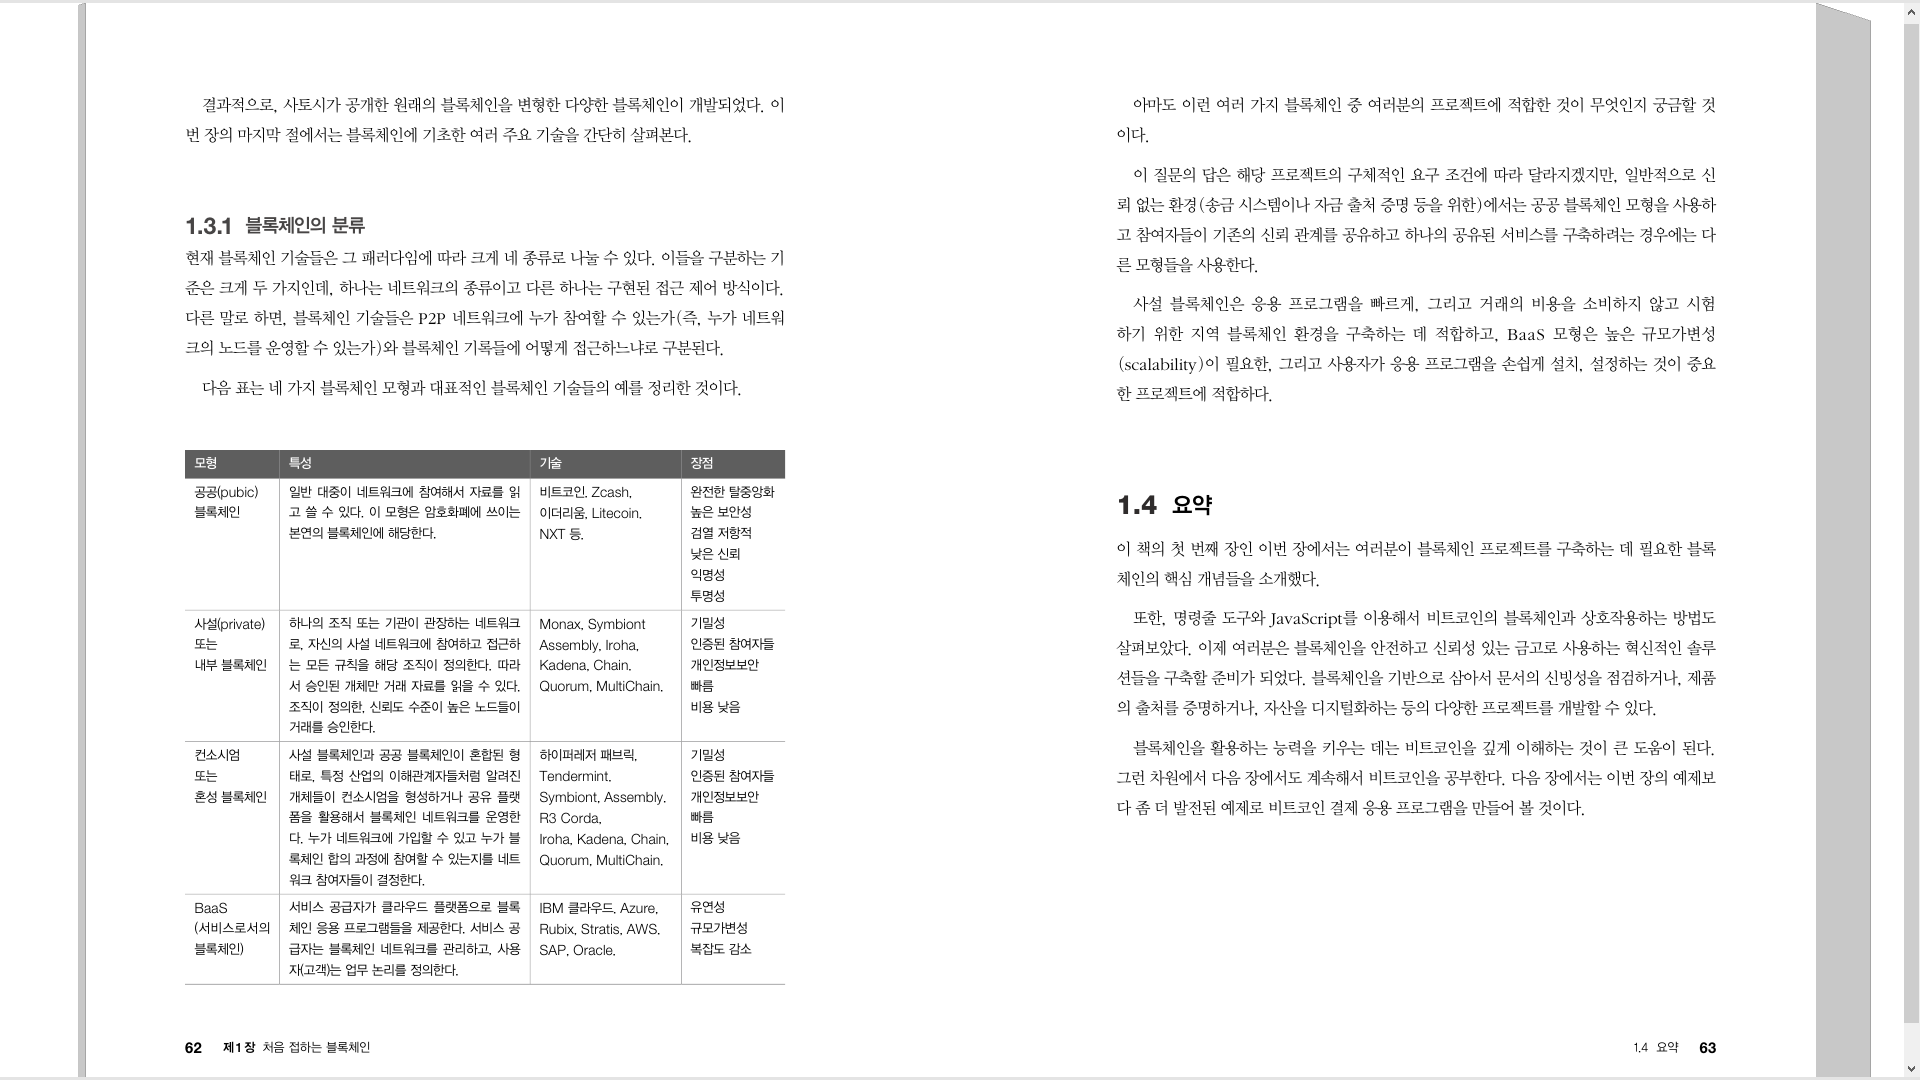 결과적으로, 사토시가 공개한 원래의 블록체인을 변형한 다양한 블록체인이 개발되었다. 이
번 장의 마지막 절에서는 블록체인에 기초한 여러 주요 기술을 간단히 살펴본다.
1.3.1 블록체인의 분류
현재 블록체인 기술들은 그 패러다임에 따라 크게 네 종류로 나눌 수 있다. 이들을 구분하는 기
준은 크게 두 가지인데, 하나는 네트워크의 종류이고 다른 하나는 구현된 접근 제어 방식이다.
다른 말로 하면, 블록체인 기술들은 P2P 네트워크에 누가 참여할 수 있는가(즉, 누가 네트워
크의 노드를 운영할 수 있는가)와 블록체인 기록들에 어떻게 접근하느냐로 구분된다.
다음 표는 네 가지 블록체인 모형과 대표적인 블록체인 기술들의 예를 정리한 것이다.
모형 특성 기술 장점
공공(pubic)
블록체인
일반 대중이 네트워크에 참여해서 자료를 읽
고 쓸 수 있다. 이 모형은 암호화폐에 쓰이는
본연의 블록체인에 해당한다.
비트코인, Zcash,
이더리움, Litecoin,
NXT 등.
완전한 탈중앙화
높은 보안성
검열 저항적
낮은 신뢰
익명성
투명성
사설(private)
또는
내부 블록체인
하나의 조직 또는 기관이 관장하는 네트워크
로, 자신의 사설 네트워크에 참여하고 접근하
는 모든 규칙을 해당 조직이 정의한다. 따라
서 승인된 개체만 거래 자료를 읽을 수 있다.
조직이 정의한, 신뢰도 수준이 높은 노드들이
거래를 승인한다.
Monax, Symbiont
Assembly, Iroha,
Kadena, Chain,
Quorum, MultiChain.
기밀성
인증된 참여자들
개인정보보안
빠름
비용 낮음
컨소시엄
또는
혼성 블록체인
사설 블록체인과 공공 블록체인이 혼합된 형
태로, 특정 산업의 이해관계자들처럼 알려진
개체들이 컨소시엄을 형성하거나 공유 플랫
폼을 활용해서 블록체인 네트워크를 운영한
다. 누가 네트워크에 가입할 수 있고 누가 블
록체인 합의 과정에 참여할 수 있는지를 네트
워크 참여자들이 결정한다.
하이퍼레저 패브릭,
Tendermint,
Symbiont, Assembly,
R3 Corda,
Iroha, Kadena, Chain,
Quorum, MultiChain.
기밀성
인증된 참여자들
개인정보보안
빠름
비용 낮음
BaaS
(서비스로서의
블록체인)
서비스 공급자가 클라우드 플랫폼으로 블록
체인 응용 프로그램들을 제공한다. 서비스 공
급자는 블록체인 네트워크를 관리하고, 사용
자(고객)는 업무 논리를 정의한다.
IBM 클라우드, Azure,
Rubix, Stratis, AWS,
SAP, Oracle.
유연성
규모가변성
복잡도 감소
62 제1장 처음 접하는 블록체인
아마도 이런 여러 가지 블록체인 중 여러분의 프로젝트에 적합한 것이 무엇인지 궁금할 것
이다.
이 질문의 답은 해당 프로젝트의 구체적인 요구 조건에 따라 달라지겠지만, 일반적으로 신
뢰 없는 환경(송금 시스템이나 자금 출처 증명 등을 위한)에서는 공공 블록체인 모형을 사용하
고 참여자들이 기존의 신뢰 관계를 공유하고 하나의 공유된 서비스를 구축하려는 경우에는 다
른 모형들을 사용한다.
사설 블록체인은 응용 프로그램을 빠르게, 그리고 거래의 비용을 소비하지 않고 시험
하기 위한 지역 블록체인 환경을 구축하는 데 적합하고, BaaS 모형은 높은 규모가변성
(scalability)이 필요한, 그리고 사용자가 응용 프로그램을 손쉽게 설치, 설정하는 것이 중요
한 프로젝트에 적합하다.
1.4 요약
이 책의 첫 번째 장인 이번 장에서는 여러분이 블록체인 프로젝트를 구축하는 데 필요한 블록
체인의 핵심 개념들을 소개했다.
또한, 명령줄 도구와 JavaScript를 이용해서 비트코인의 블록체인과 상호작용하는 방법도
살펴보았다. 이제 여러분은 블록체인을 안전하고 신뢰성 있는 금고로 사용하는 혁신적인 솔루
션들을 구축할 준비가 되었다. 블록체인을 기반으로 삼아서 문서의 신빙성을 점검하거나, 제품
의 출처를 증명하거나, 자산을 디지털화하는 등의 다양한 프로젝트를 개발할 수 있다.
블록체인을 활용하는 능력을 키우는 데는 비트코인을 깊게 이해하는 것이 큰 도움이 된다.
그런 차원에서 다음 장에서도 계속해서 비트코인을 공부한다. 다음 장에서는 이번 장의 예제보
다 좀 더 발전된 예제로 비트코인 결제 응용 프로그램을 만들어 볼 것이다.
1.4 요약 63